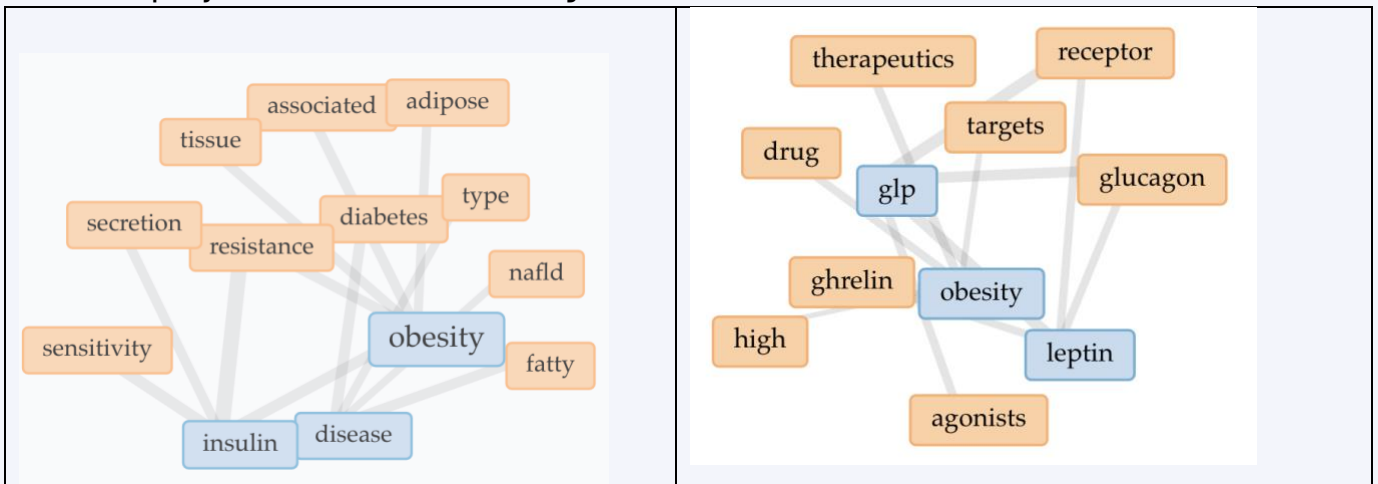 associated
adipose
tissue
type
secretion
diabetes
resistance
nafld
obesity
sensitivity
fatty
insulin
disease
therapeutics
receptor
targets
drug
glp
glucagon
ghrelin
obesity
high
leptin
agonists